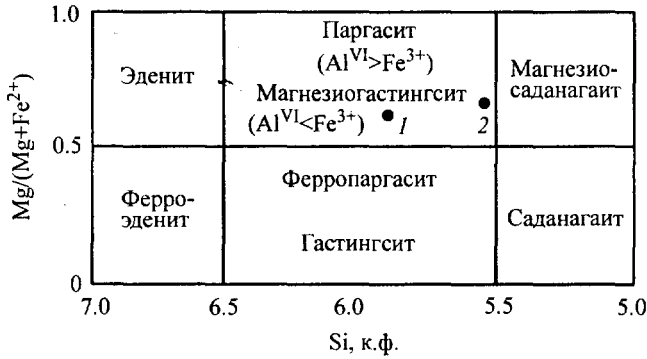 1.0
Паргасит
(Al^VI>Fe³⁺)
Эденит
Магнезио-
саданагаит
Магнезиогастингсит
(Al^VI<Fe³⁺)
1
2
0.5
Mg/(Mg+Fe²⁺)
Ферро-
эденит
Ферропаргасит
Гастингсит
Саданагаит
0
7.0
6.5
6.0
5.5
5.0
Si, к.ф.